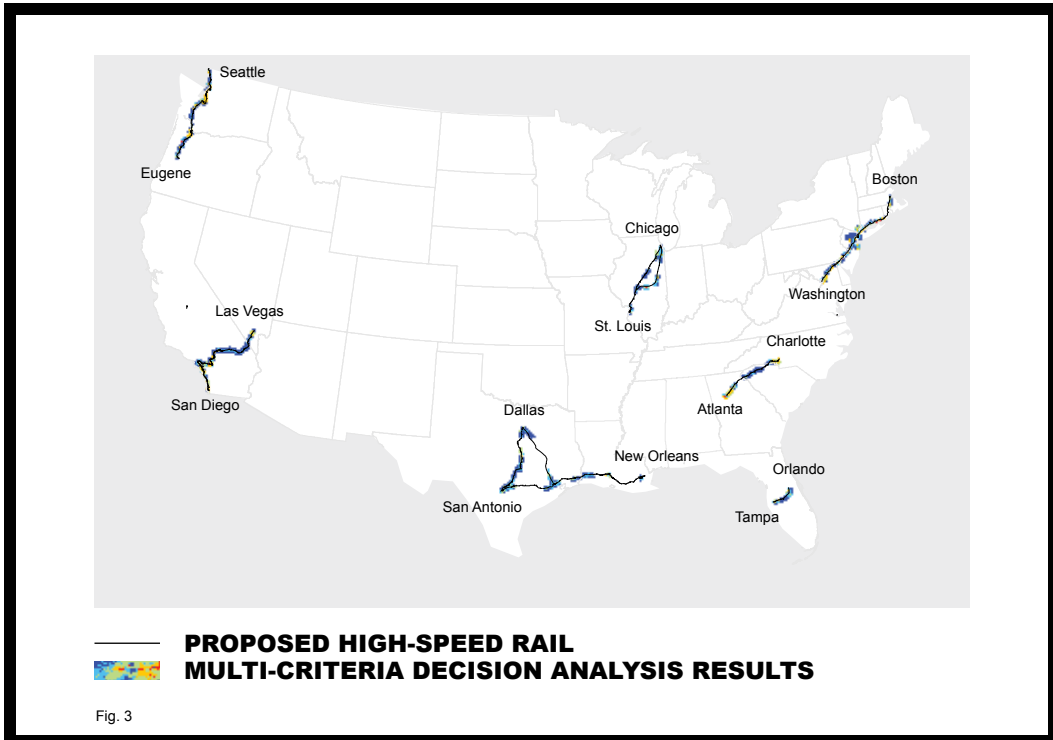 Seattle
Eugene
Boston
Chicago
Washington
Las Vegas
St. Louis
Charlotte
San Diego
Dallas
Atlanta
New Orleans
Orlando
San Antonio
Tampa
PROPOSED HIGH-SPEED RAIL
MULTI-CRITERIA DECISION ANALYSIS RESULTS
Fig. 3